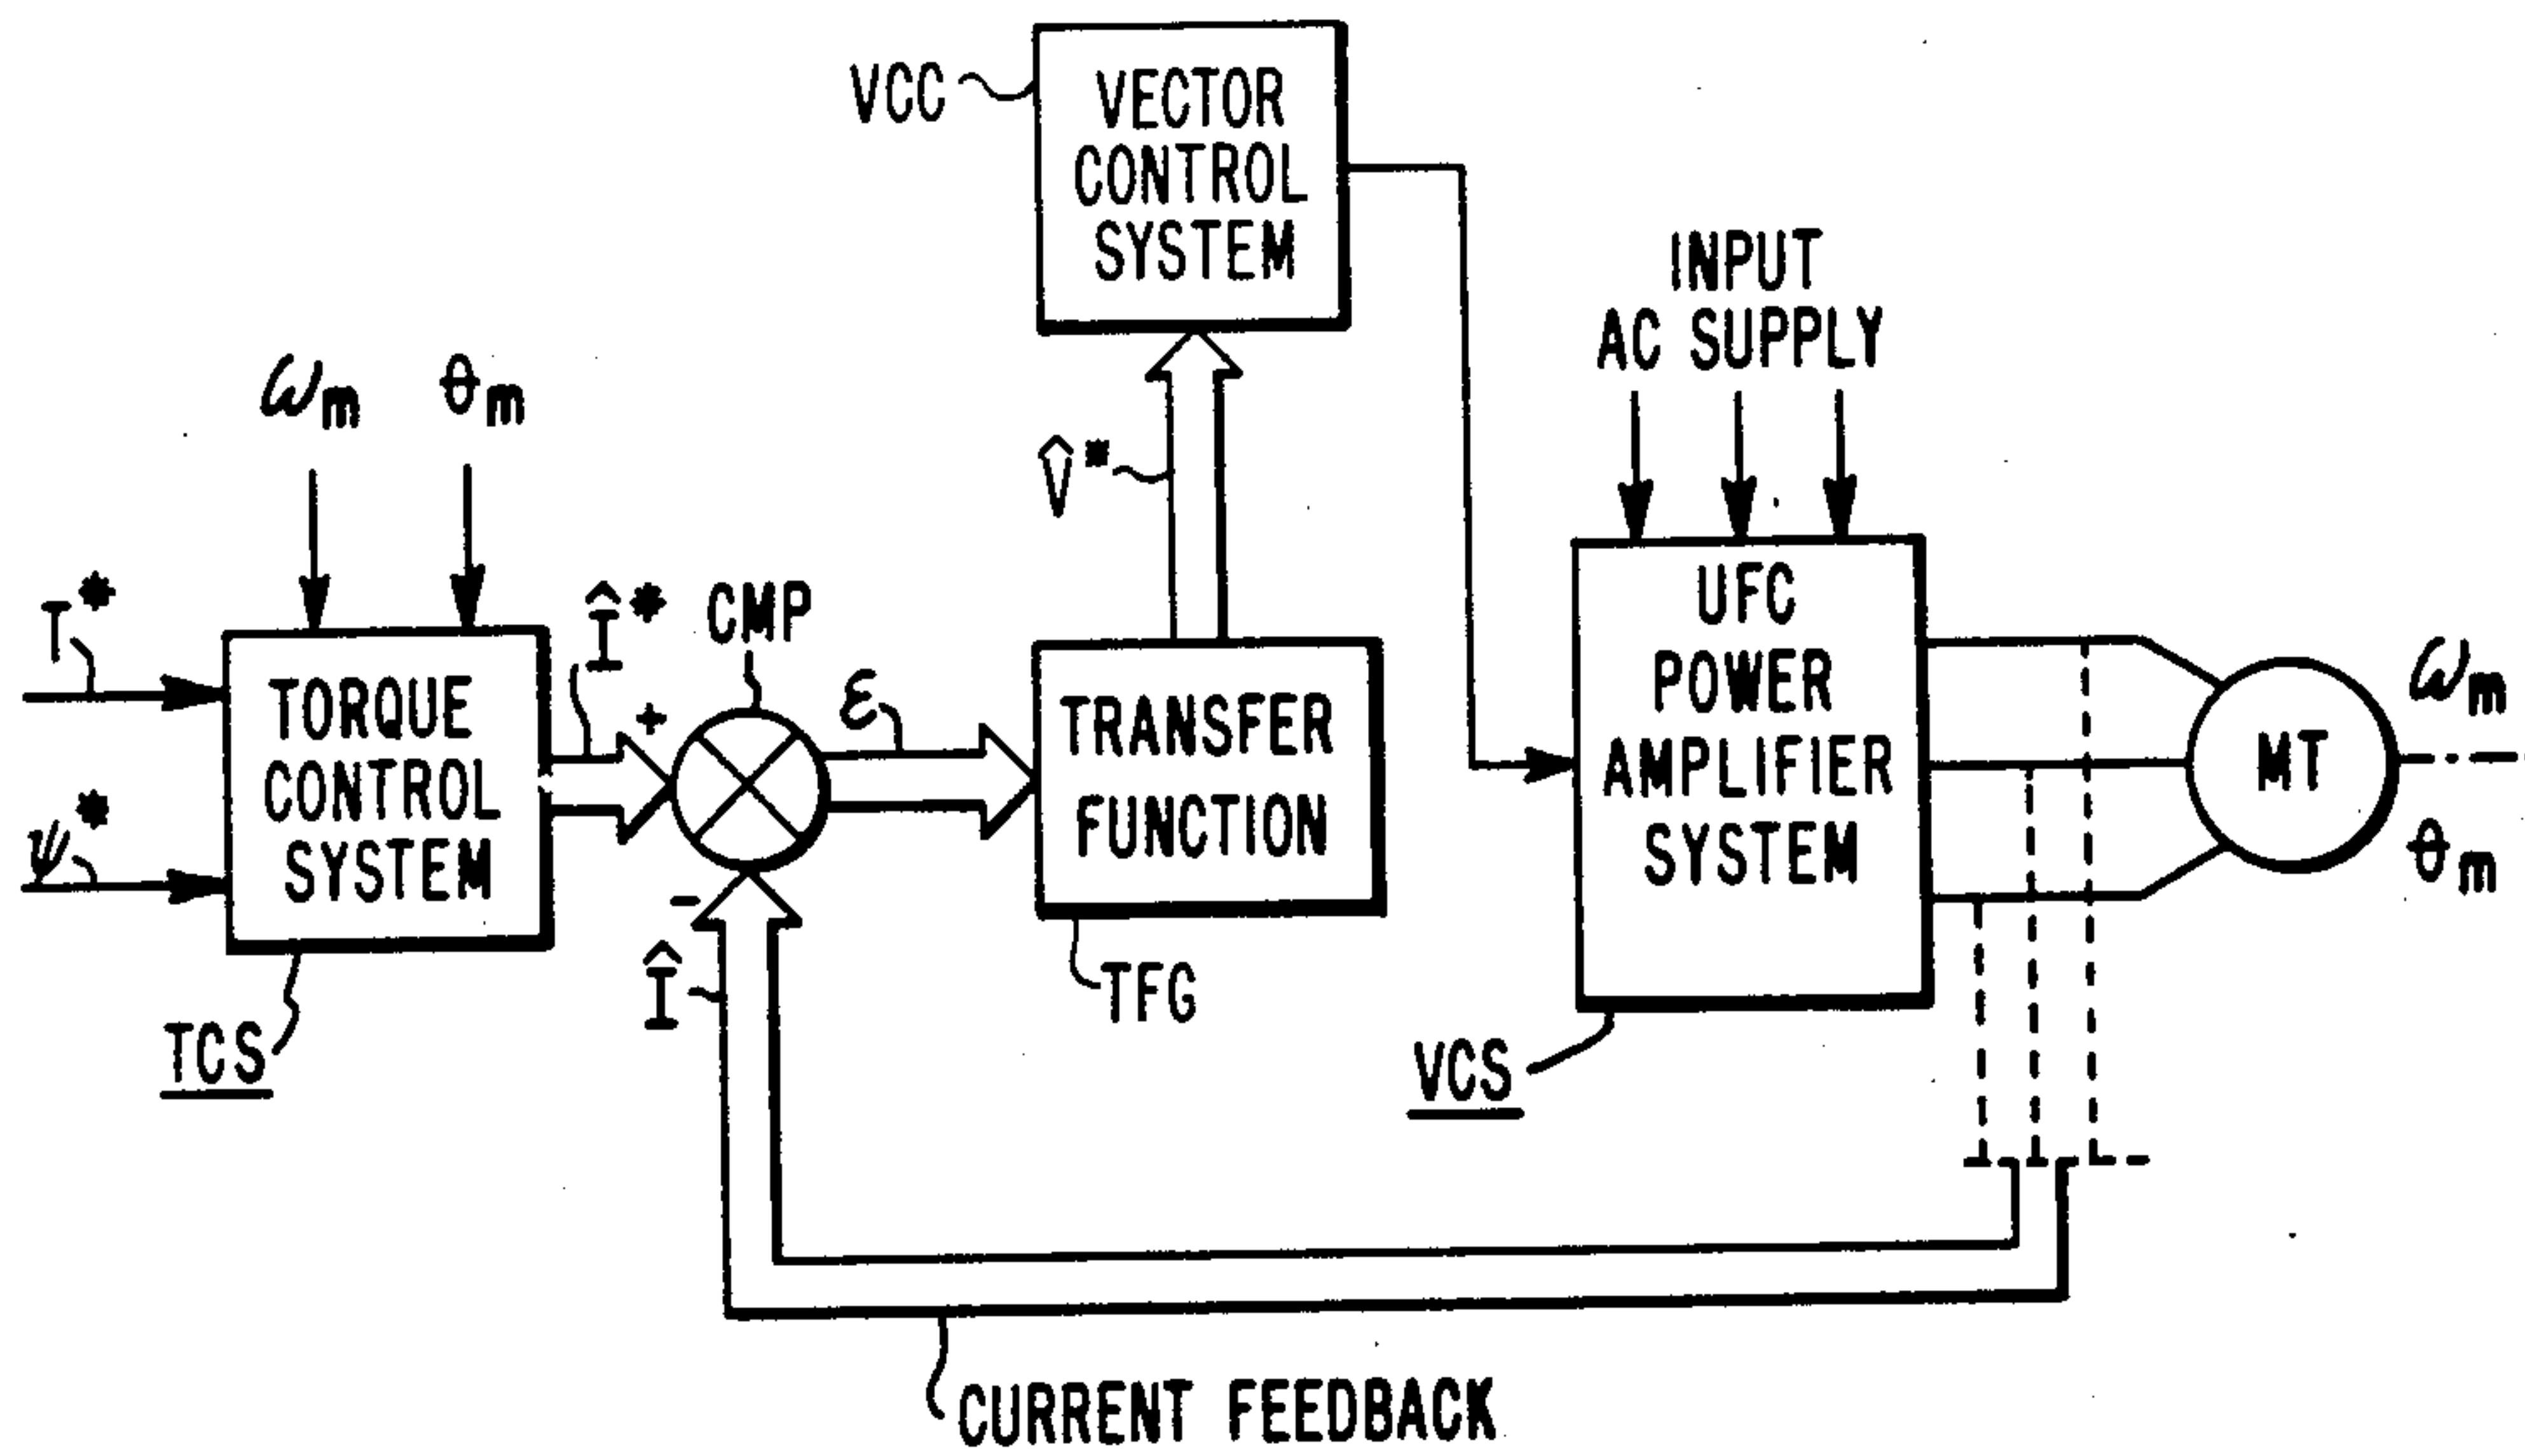 VCC
VECTOR
CONTROL
SYSTEM
INPUT
AC SUPPLY
ωm
θm
V̂*
T*
Î*
CMP
+
ε
ψ*
TORQUE
CONTROL
SYSTEM
TRANSFER
FUNCTION
UFC
POWER
AMPLIFIER
SYSTEM
MT
ωm
θm
-
Î
TCS
TFG
VCS
CURRENT FEEDBACK